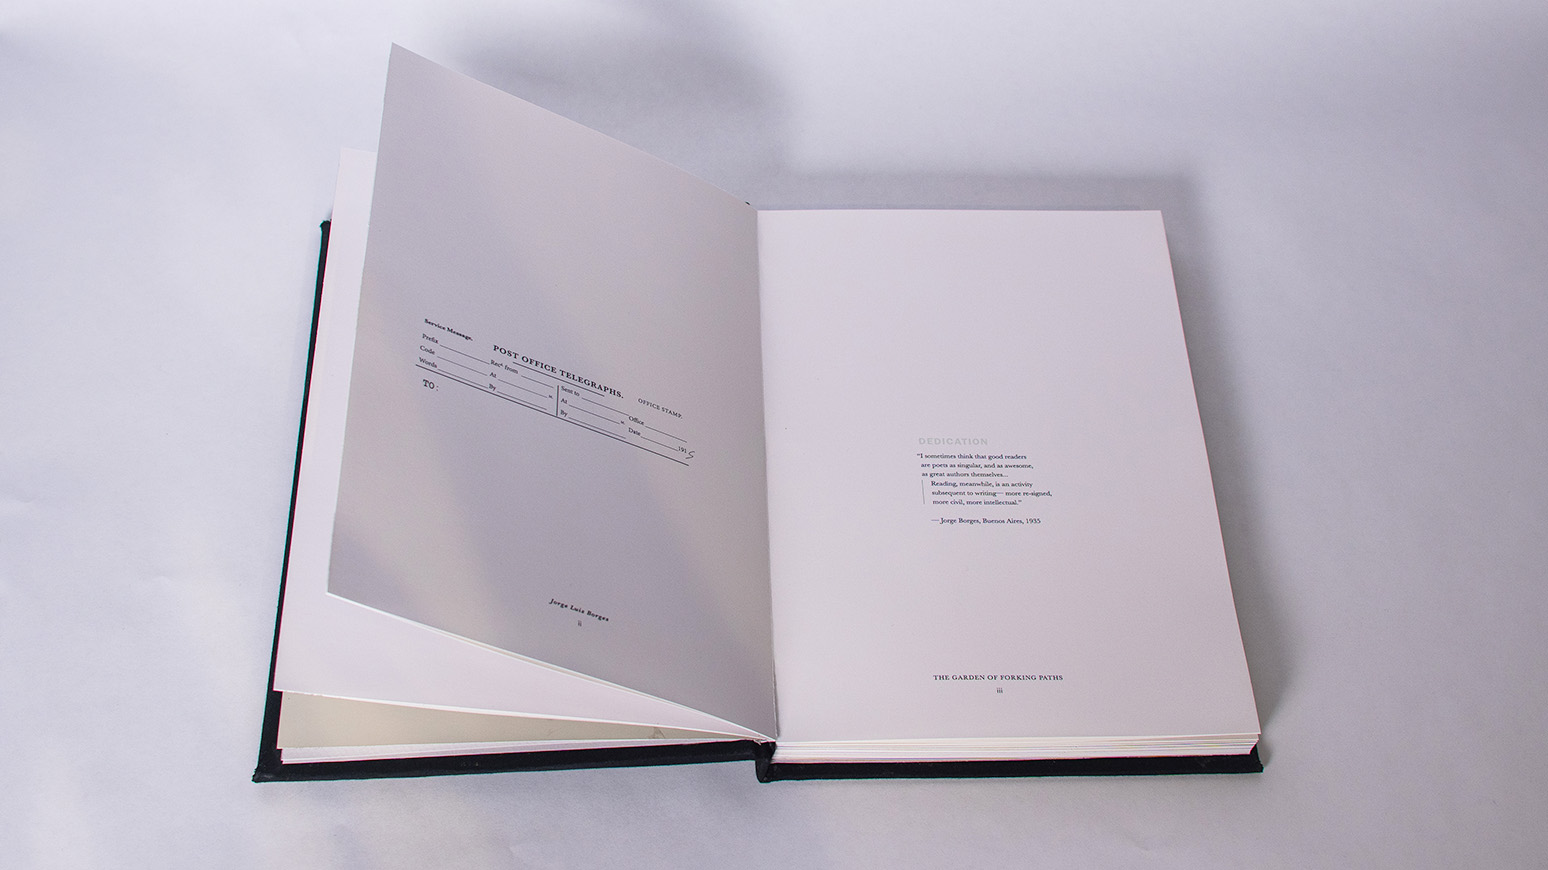 Service Message.
POST OFFICE TELEGRAPHS.
Prefix
Code
Words
Recd from
At
By
M.
Sent to
At
By
M.
OFFICE STAMP.
Office
Date 191 5
TO:
Jorge Luis Borges
ii
DEDICATION
“I sometimes think that good readers
are poets as singular, and as awesome,
as great authors themselves...
Reading, meanwhile, is an activity
subsequent to writing— more re-signed,
more civil, more intellectual.”
— Jorge Borges, Buenos Aires, 1935
THE GARDEN OF FORKING PATHS
iii